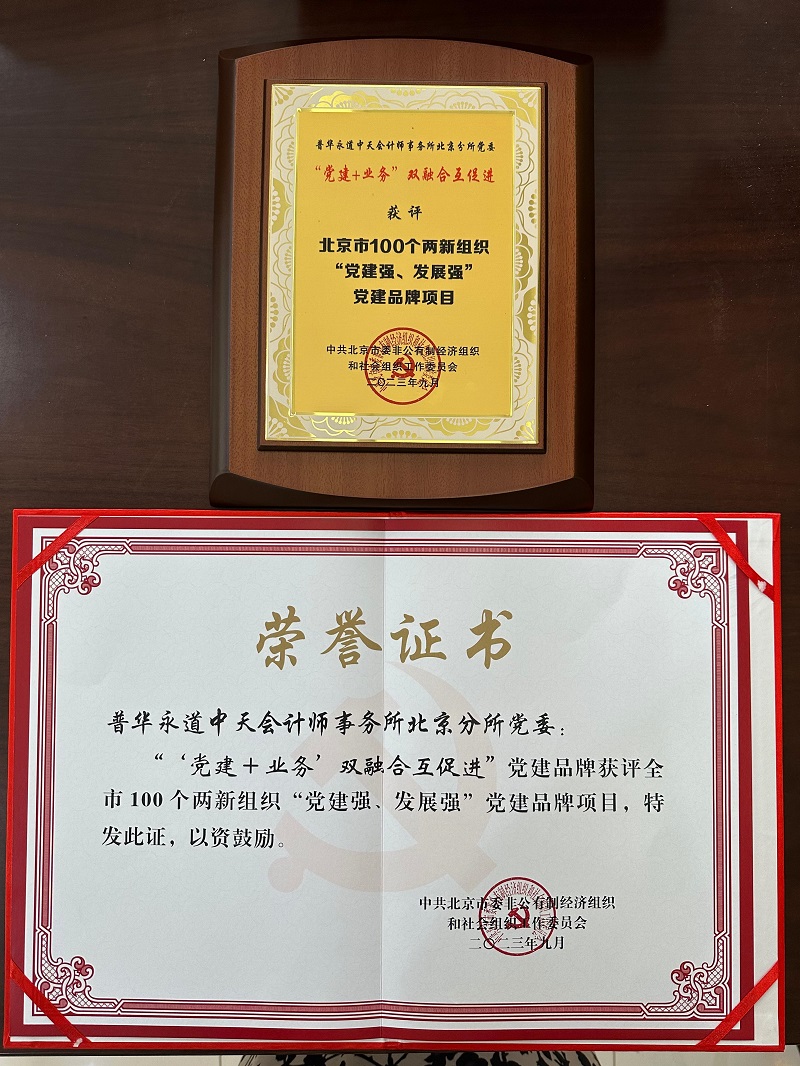 普华永道中天会计师事务所北京分所党委
“党建+业务”双融合互促进
获评
北京市100个两新组织
“党建强、发展强”
党建品牌项目
中共北京市委非公有制经济组织
和社会组织工作委员会
二〇二三年九月
荣誉证书
普华永道中天会计师事务所北京分所党委：
“‘党建＋业务’双融合互促进”党建品牌获评全
市100个两新组织“党建强、发展强”党建品牌项目，特
发此证，以资鼓励。
中共北京市委非公有制经济组织
和社会组织工作委员会
二〇二三年九月